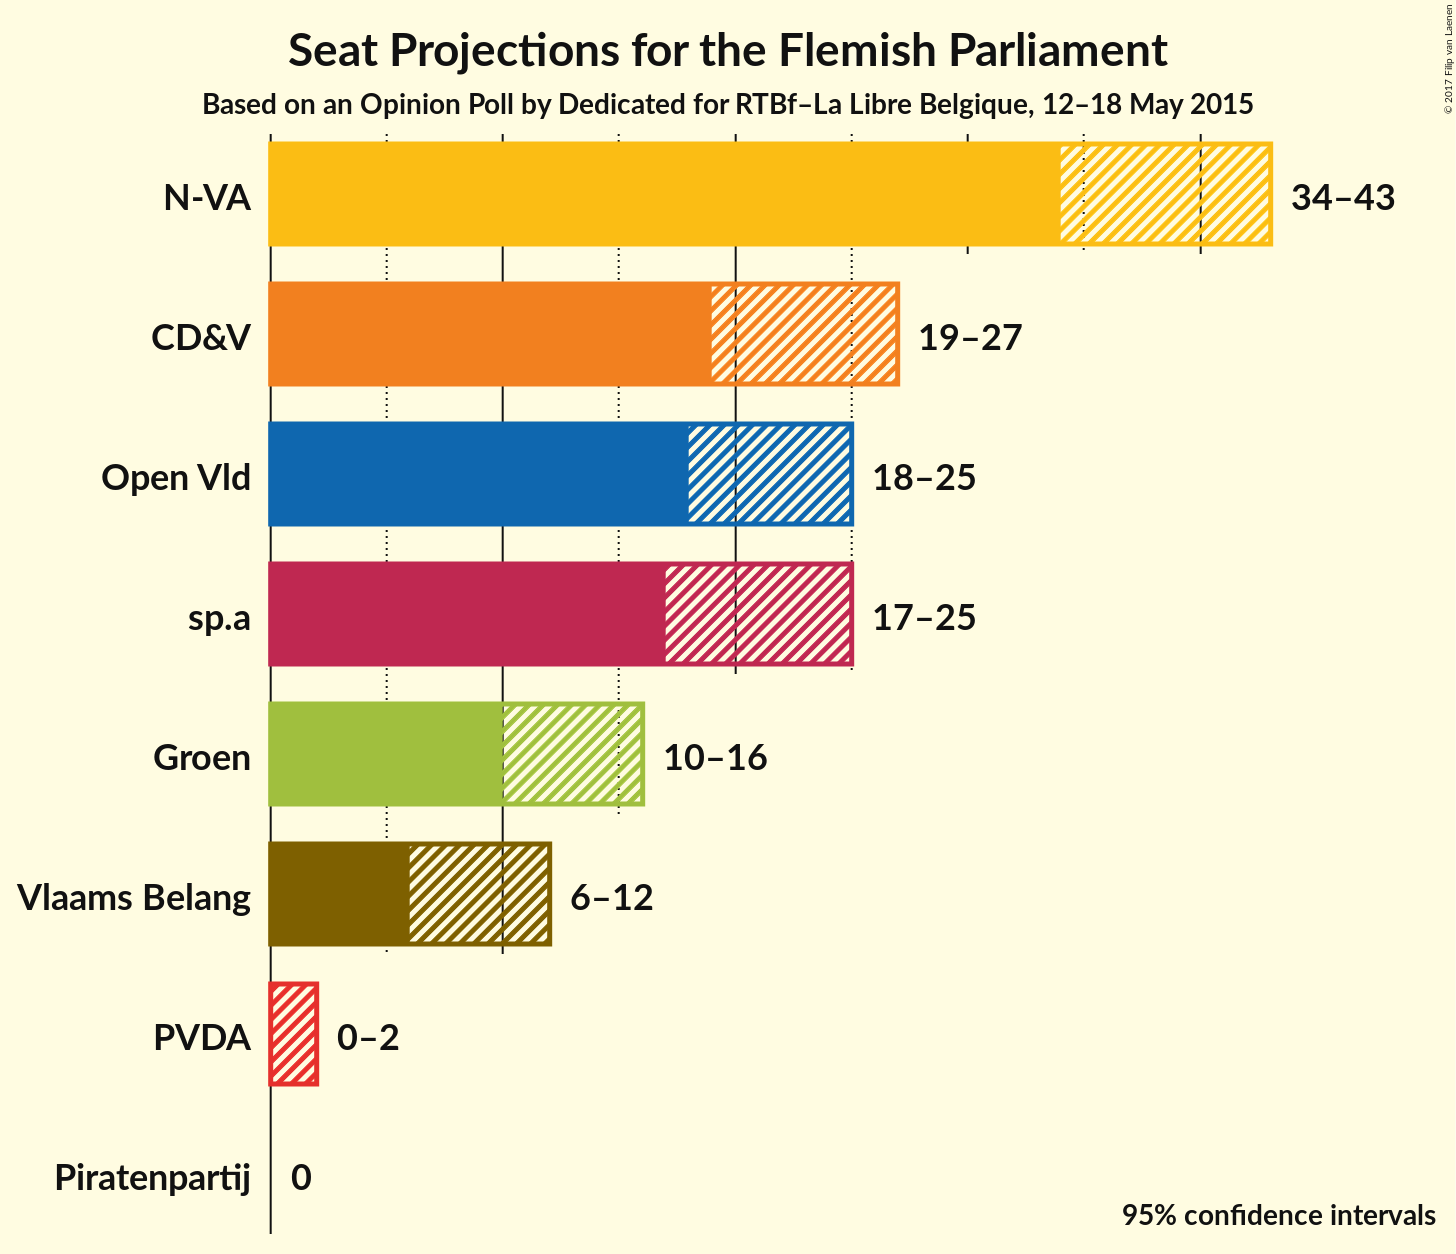 Seat Projections for the Flemish Parliament
Based on an Opinion Poll by Dedicated for RTBf–La Libre Belgique, 12–18 May 2015
© 2017 Filip van Laenen
N-VA 34–43
CD&V 19–27
Open Vld 18–25
sp.a 17–25
Groen 10–16
Vlaams Belang 6–12
PVDA 0–2
Piratenpartij 0
95% confidence intervals